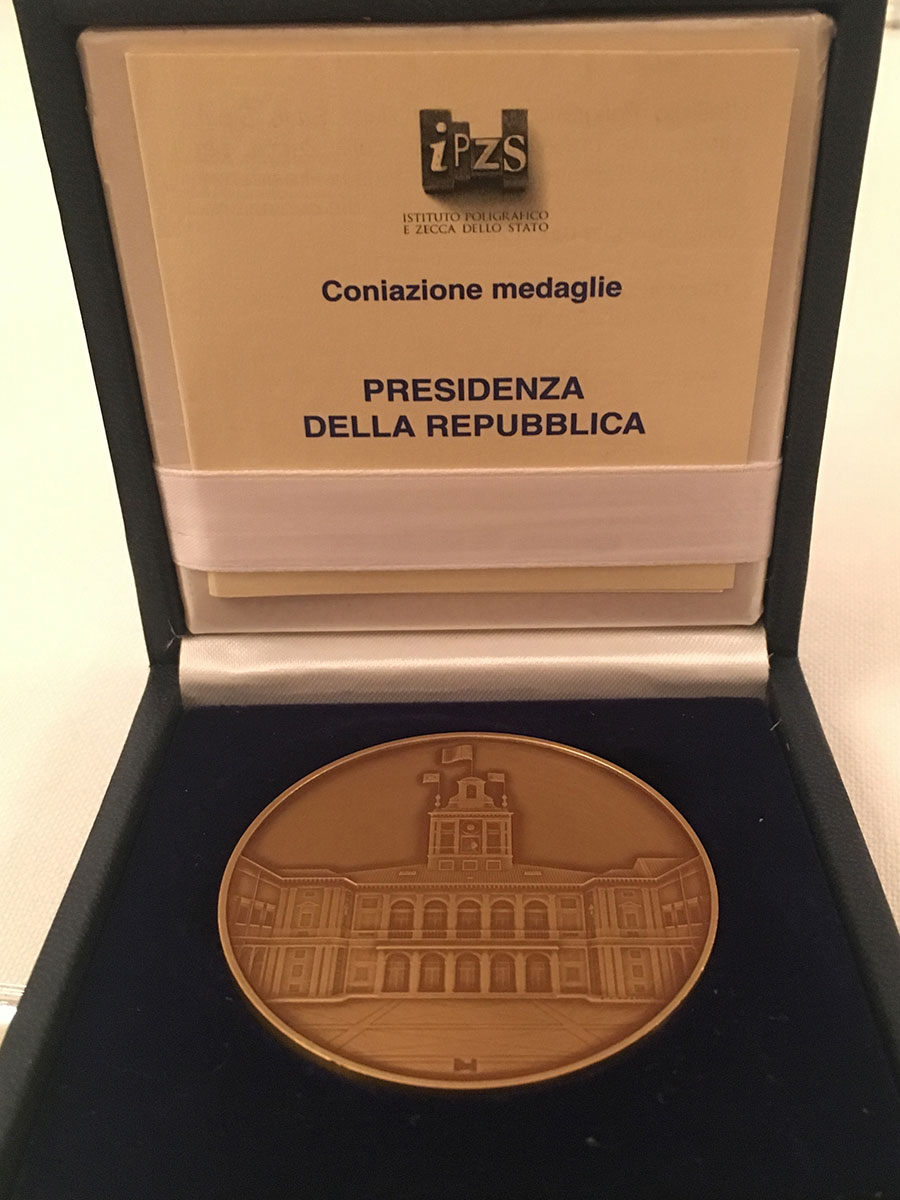 iPZS
ISTITUTO POLIGRAFICO
E ZECCA DELLO STATO
Coniazione medaglie
PRESIDENZA
DELLA REPUBBLICA